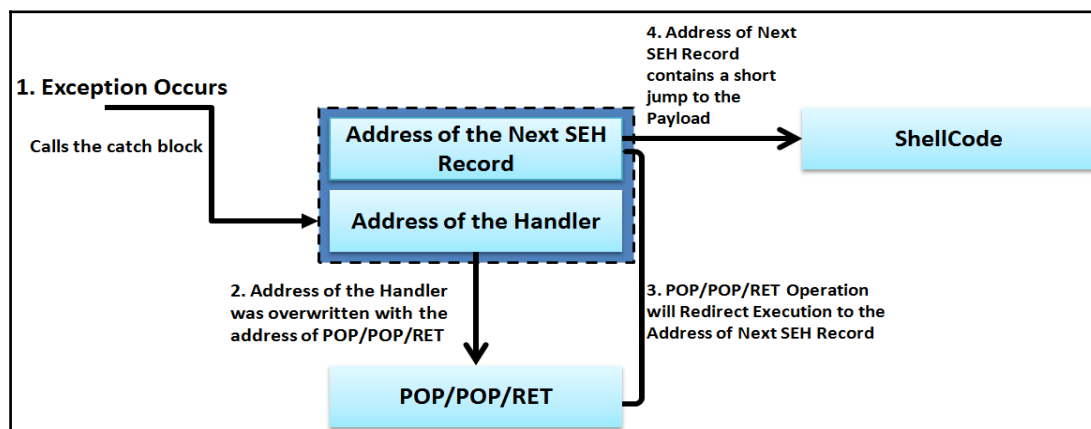 1. Exception Occurs
Calls the catch block
Address of the Next SEH
Record
Address of the Handler
4. Address of Next
SEH Record
contains a short
jump to the
Payload
ShellCode
2. Address of the Handler
was overwritten with the
address of POP/POP/RET
3. POP/POP/RET Operation
will Redirect Execution to the
Address of Next SEH Record
POP/POP/RET